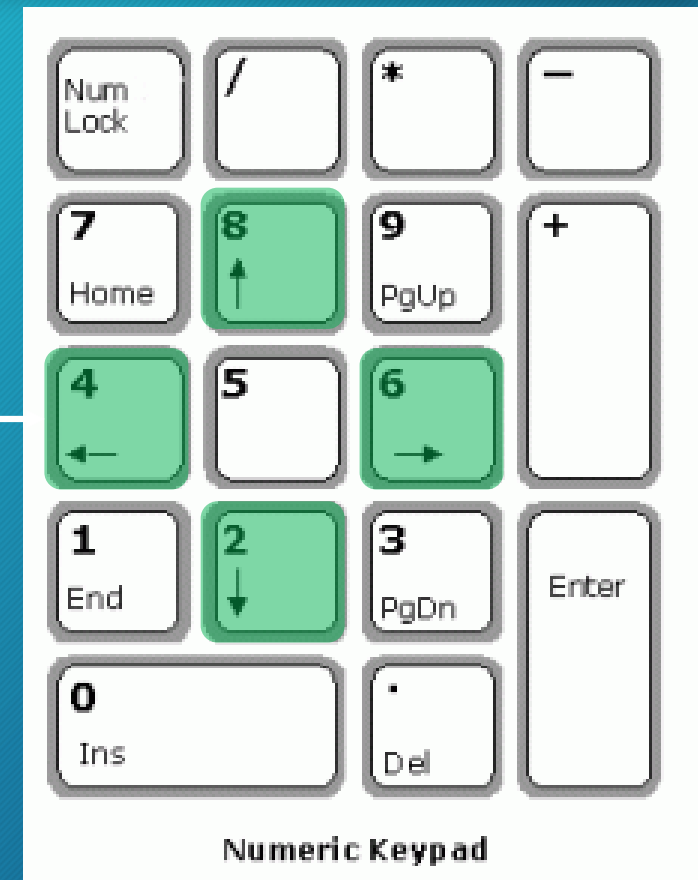 Num
Lock
/
*
−
7
Home
8
↑
9
PgUp
+
4
←
5
6
→
1
End
2
↓
3
PgDn
Enter
0
Ins
.
Del
Numeric Keypad